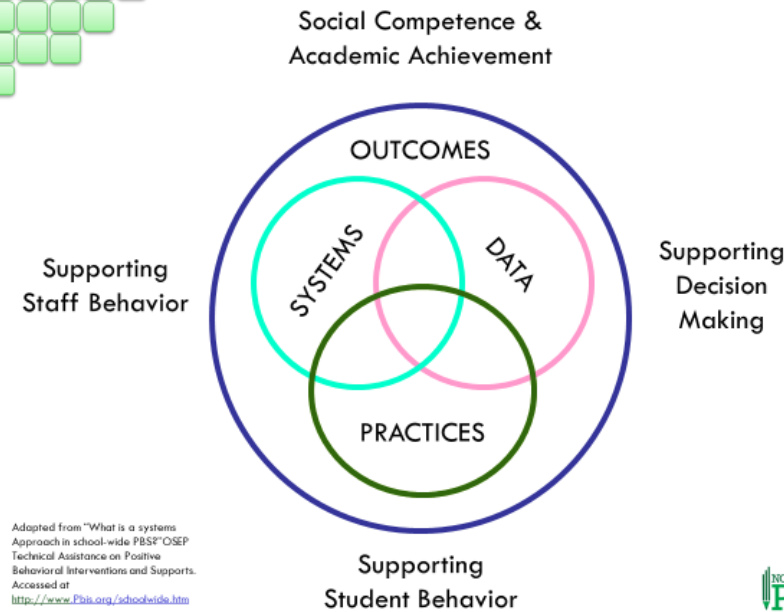 Social Competence &
Academic Achievement
OUTCOMES
SYSTEMS
DATA
Supporting
Staff Behavior
Supporting
Decision
Making
PRACTICES
Adapted from "What is a systems
Approach in school-wide PBS?"OSEP
Technical Assistance on Positive
Behavioral Interventions and Supports.
Accessed at
http://www.Pbis.org/schoolwide.htm
Supporting
Student Behavior